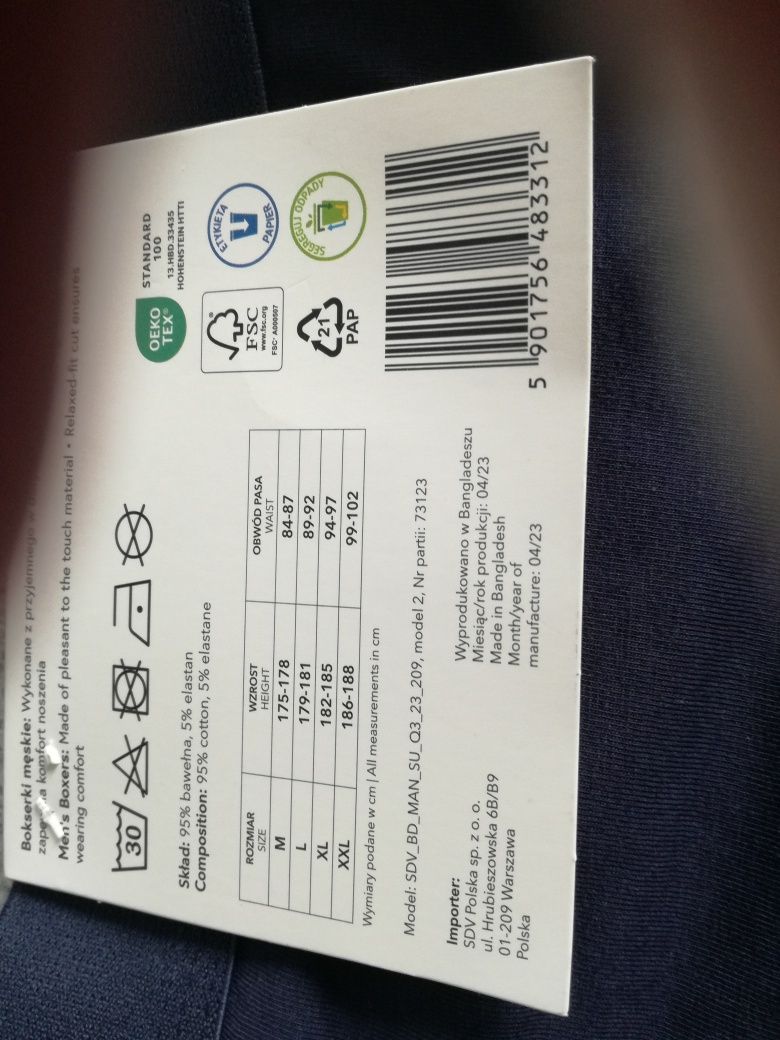 Bokserki męskie: Wykonane z przyjemnego w
zapewnia komfort noszenia
Men's Boxers: Made of pleasant to the touch material • Relaxed-fit cut ensures
wearing comfort
30
Skład: 95% bawełna, 5% elastan
Composition: 95% cotton, 5% elastane
ROZMIAR WZROST OBWÓD PASA
SIZE HEIGHT WAIST
M 175-178 84-87
L 179-181 89-92
XL 182-185 94-97
XXL 186-188 99-102
Wymiary podane w cm | All measurements in cm
Model: SDV_BD_MAN_SU_Q3_23_209, model 2, Nr partii: 73123
Importer:
SDV Polska sp. z o. o.
ul. Hrubieszowska 6B/B9
01-209 Warszawa
Polska
Wyprodukowano w Bangladeszu
Miesiąc/rok produkcji: 04/23
Made in Bangladesh
Month/year of
manufacture: 04/23
OEKO
TEX®
STANDARD
100
13.HBD.33435
HOHENSTEIN HTTI
FSC
www.fsc.org
FSC® A000507
ETYKIETA
PAPIER
21
PAP
SEGREGUJ ODPADY
5 901756 483312